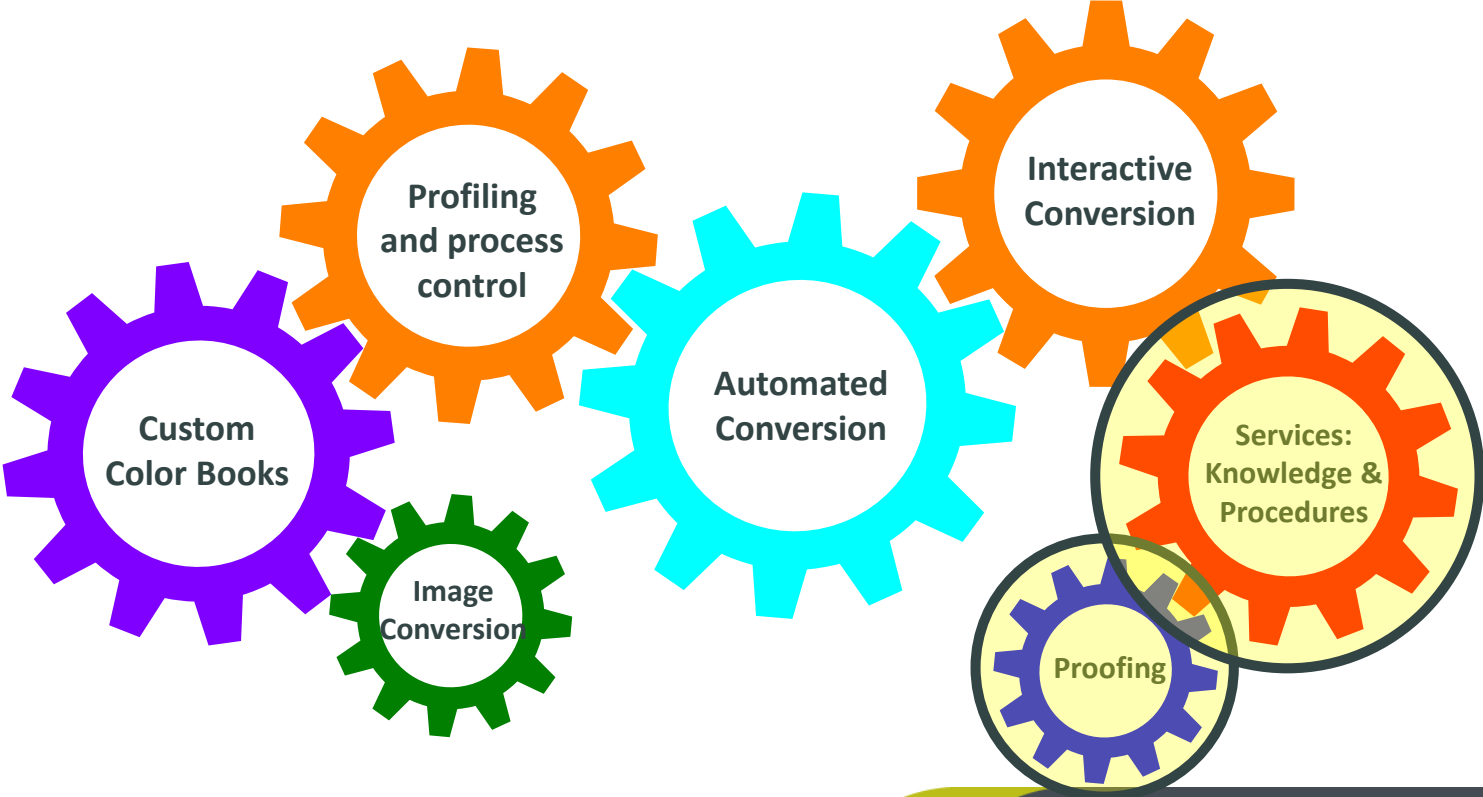 Profiling
and process
control
Interactive
Conversion
Custom
Color Books
Automated
Conversion
Services:
Knowledge &
Procedures
Image
Conversion
Proofing